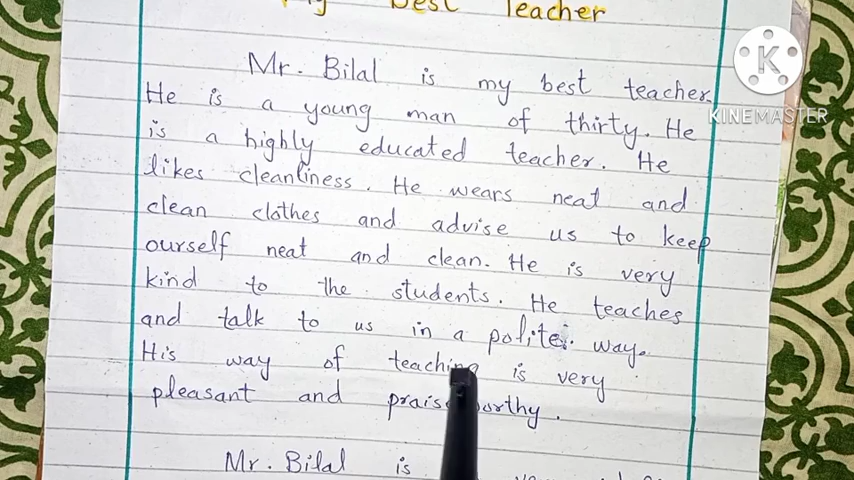 My Best Teacher
Mr. Bilal is my best teacher.
He is a young man of thirty. He
is a highly educated teacher. He
likes cleanliness. He wears neat and
clean clothes and advise us to keep
ourself neat and clean. He is very
kind to the students. He teaches
and talk to us in a polite. way.
His way of teaching is very
pleasant and praiseworthy.
Mr. Bilal is
K
KINEMASTER